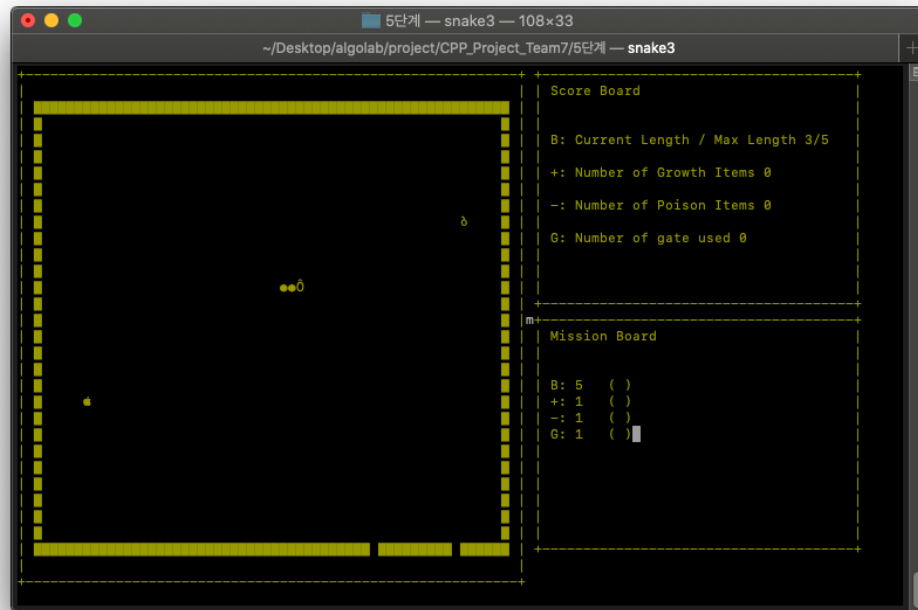 5단계 — snake3 — 108×33
~/Desktop/algolab/project/CPP_Project_Team7/5단계 — snake3
Score Board
B: Current Length / Max Length 3/5
+: Number of Growth Items 0
−: Number of Poison Items 0
G: Number of gate used 0
m
Mission Board
B: 5 ( )
+: 1 ( )
−: 1 ( )
G: 1 ( )